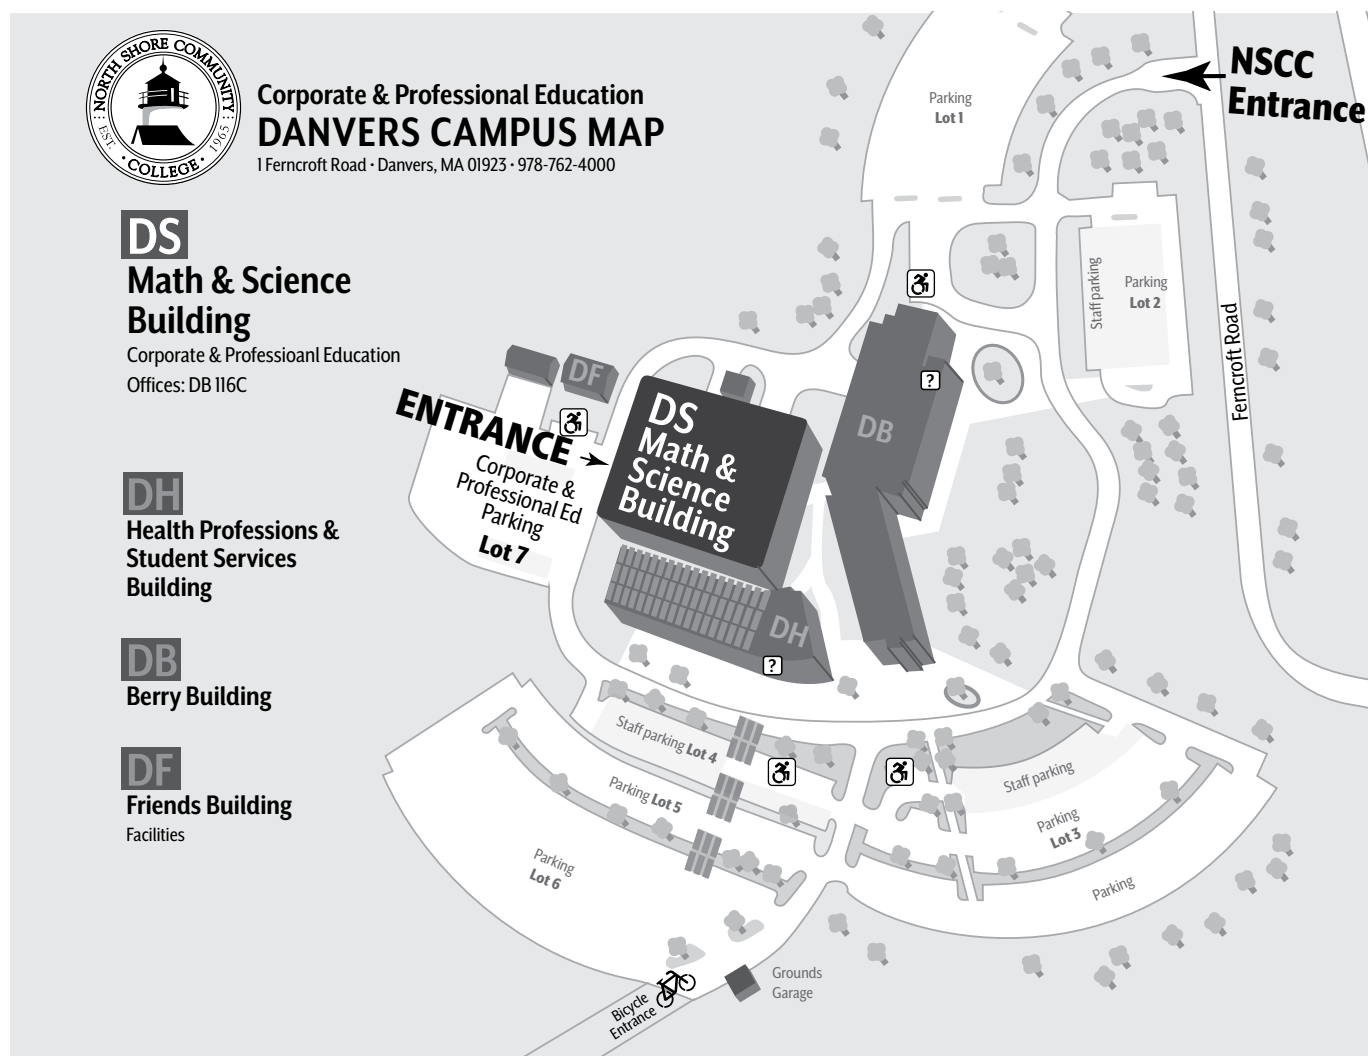 NORTH SHORE COMMUNITY
COLLEGE
EST. 1965
Corporate & Professional Education
DANVERS CAMPUS MAP
1 Ferncroft Road • Danvers, MA 01923 • 978-762-4000
DS
Math & Science
Building
Corporate & Professioanl Education
Offices: DB 116C
DH
Health Professions &
Student Services
Building
DB
Berry Building
DF
Friends Building
Facilities
NSCC
Entrance
Parking
Lot 1
Staff parking
Parking
Lot 2
Ferncroft Road
DF
ENTRANCE
Corporate &
Professional Ed
Parking
Lot 7
DS
Math &
Science
Building
DB
?
DH
?
Staff parking Lot 4
Parking Lot 5
Parking
Lot 6
Staff parking
Parking
Lot 3
Parking
Grounds
Garage
Bicycle
Entrance